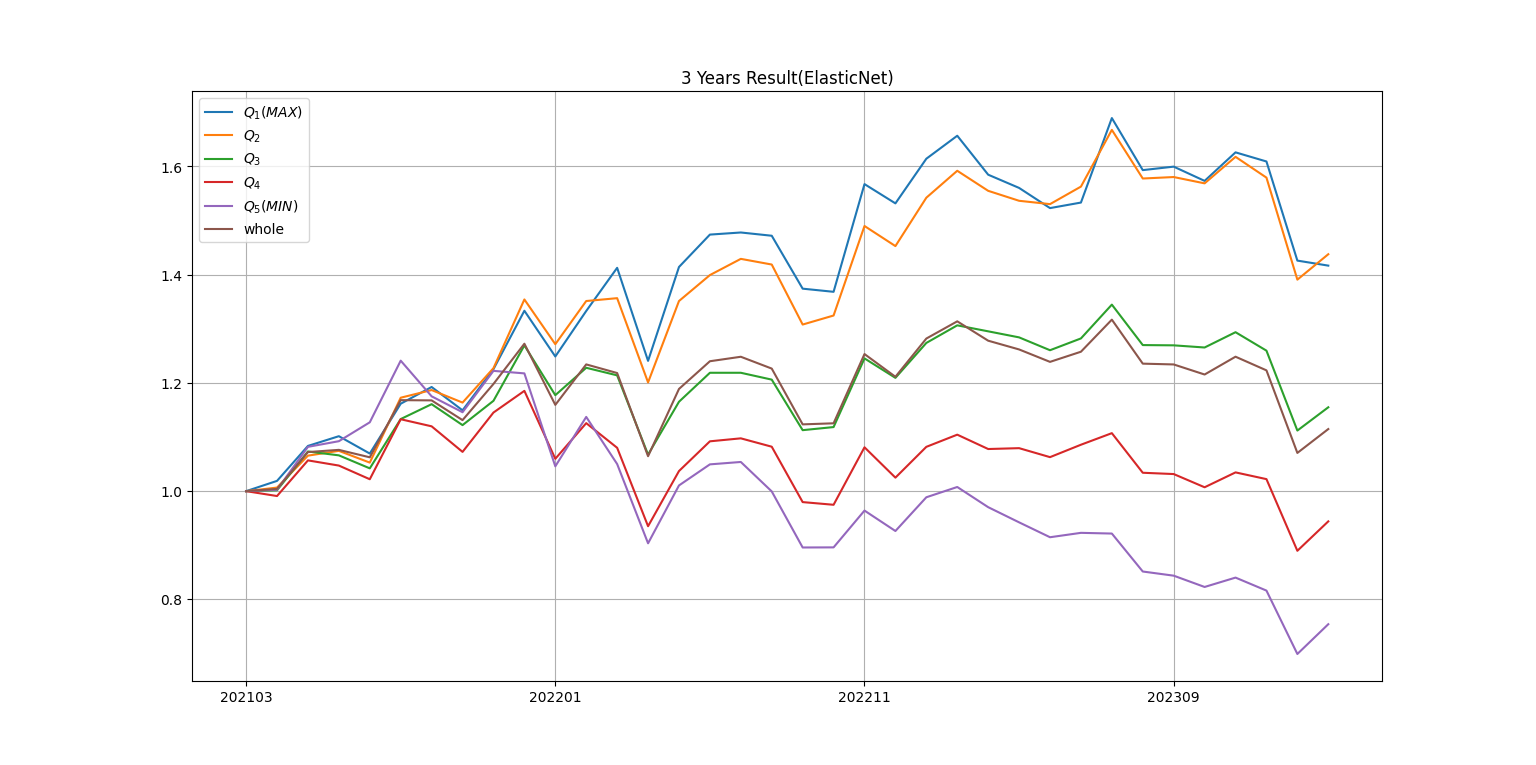 3 Years Result(ElasticNet)
Q₁(MAX)
Q₂
Q₃
Q₄
Q₅(MIN)
whole
1.6
1.4
1.2
1.0
0.8
202103 202201 202211 202309